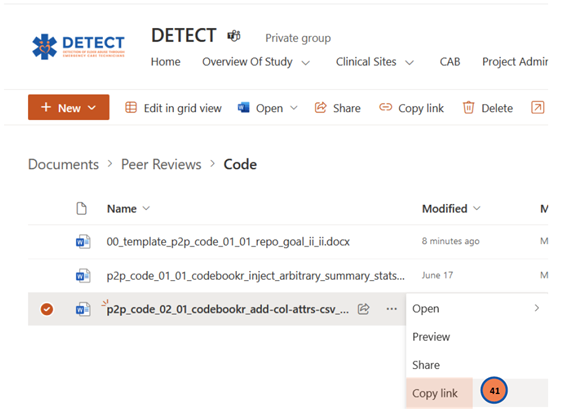 DETECT
DETECT
Private group
Home
Overview Of Study
Clinical Sites
CAB
Project Admin
+ New
Edit in grid view
Open
Share
Copy link
Delete
Documents > Peer Reviews > Code
Name
Modified
M
00_template_p2p_code_01_01_repo_goal_ii_ii.docx
8 minutes ago
M
p2p_code_01_01_codebookr_inject_arbitrary_summary_stats...
June 17
M
p2p_code_02_01_codebookr_add-col-attrs-csv_...
Open
Preview
Share
Copy link
41